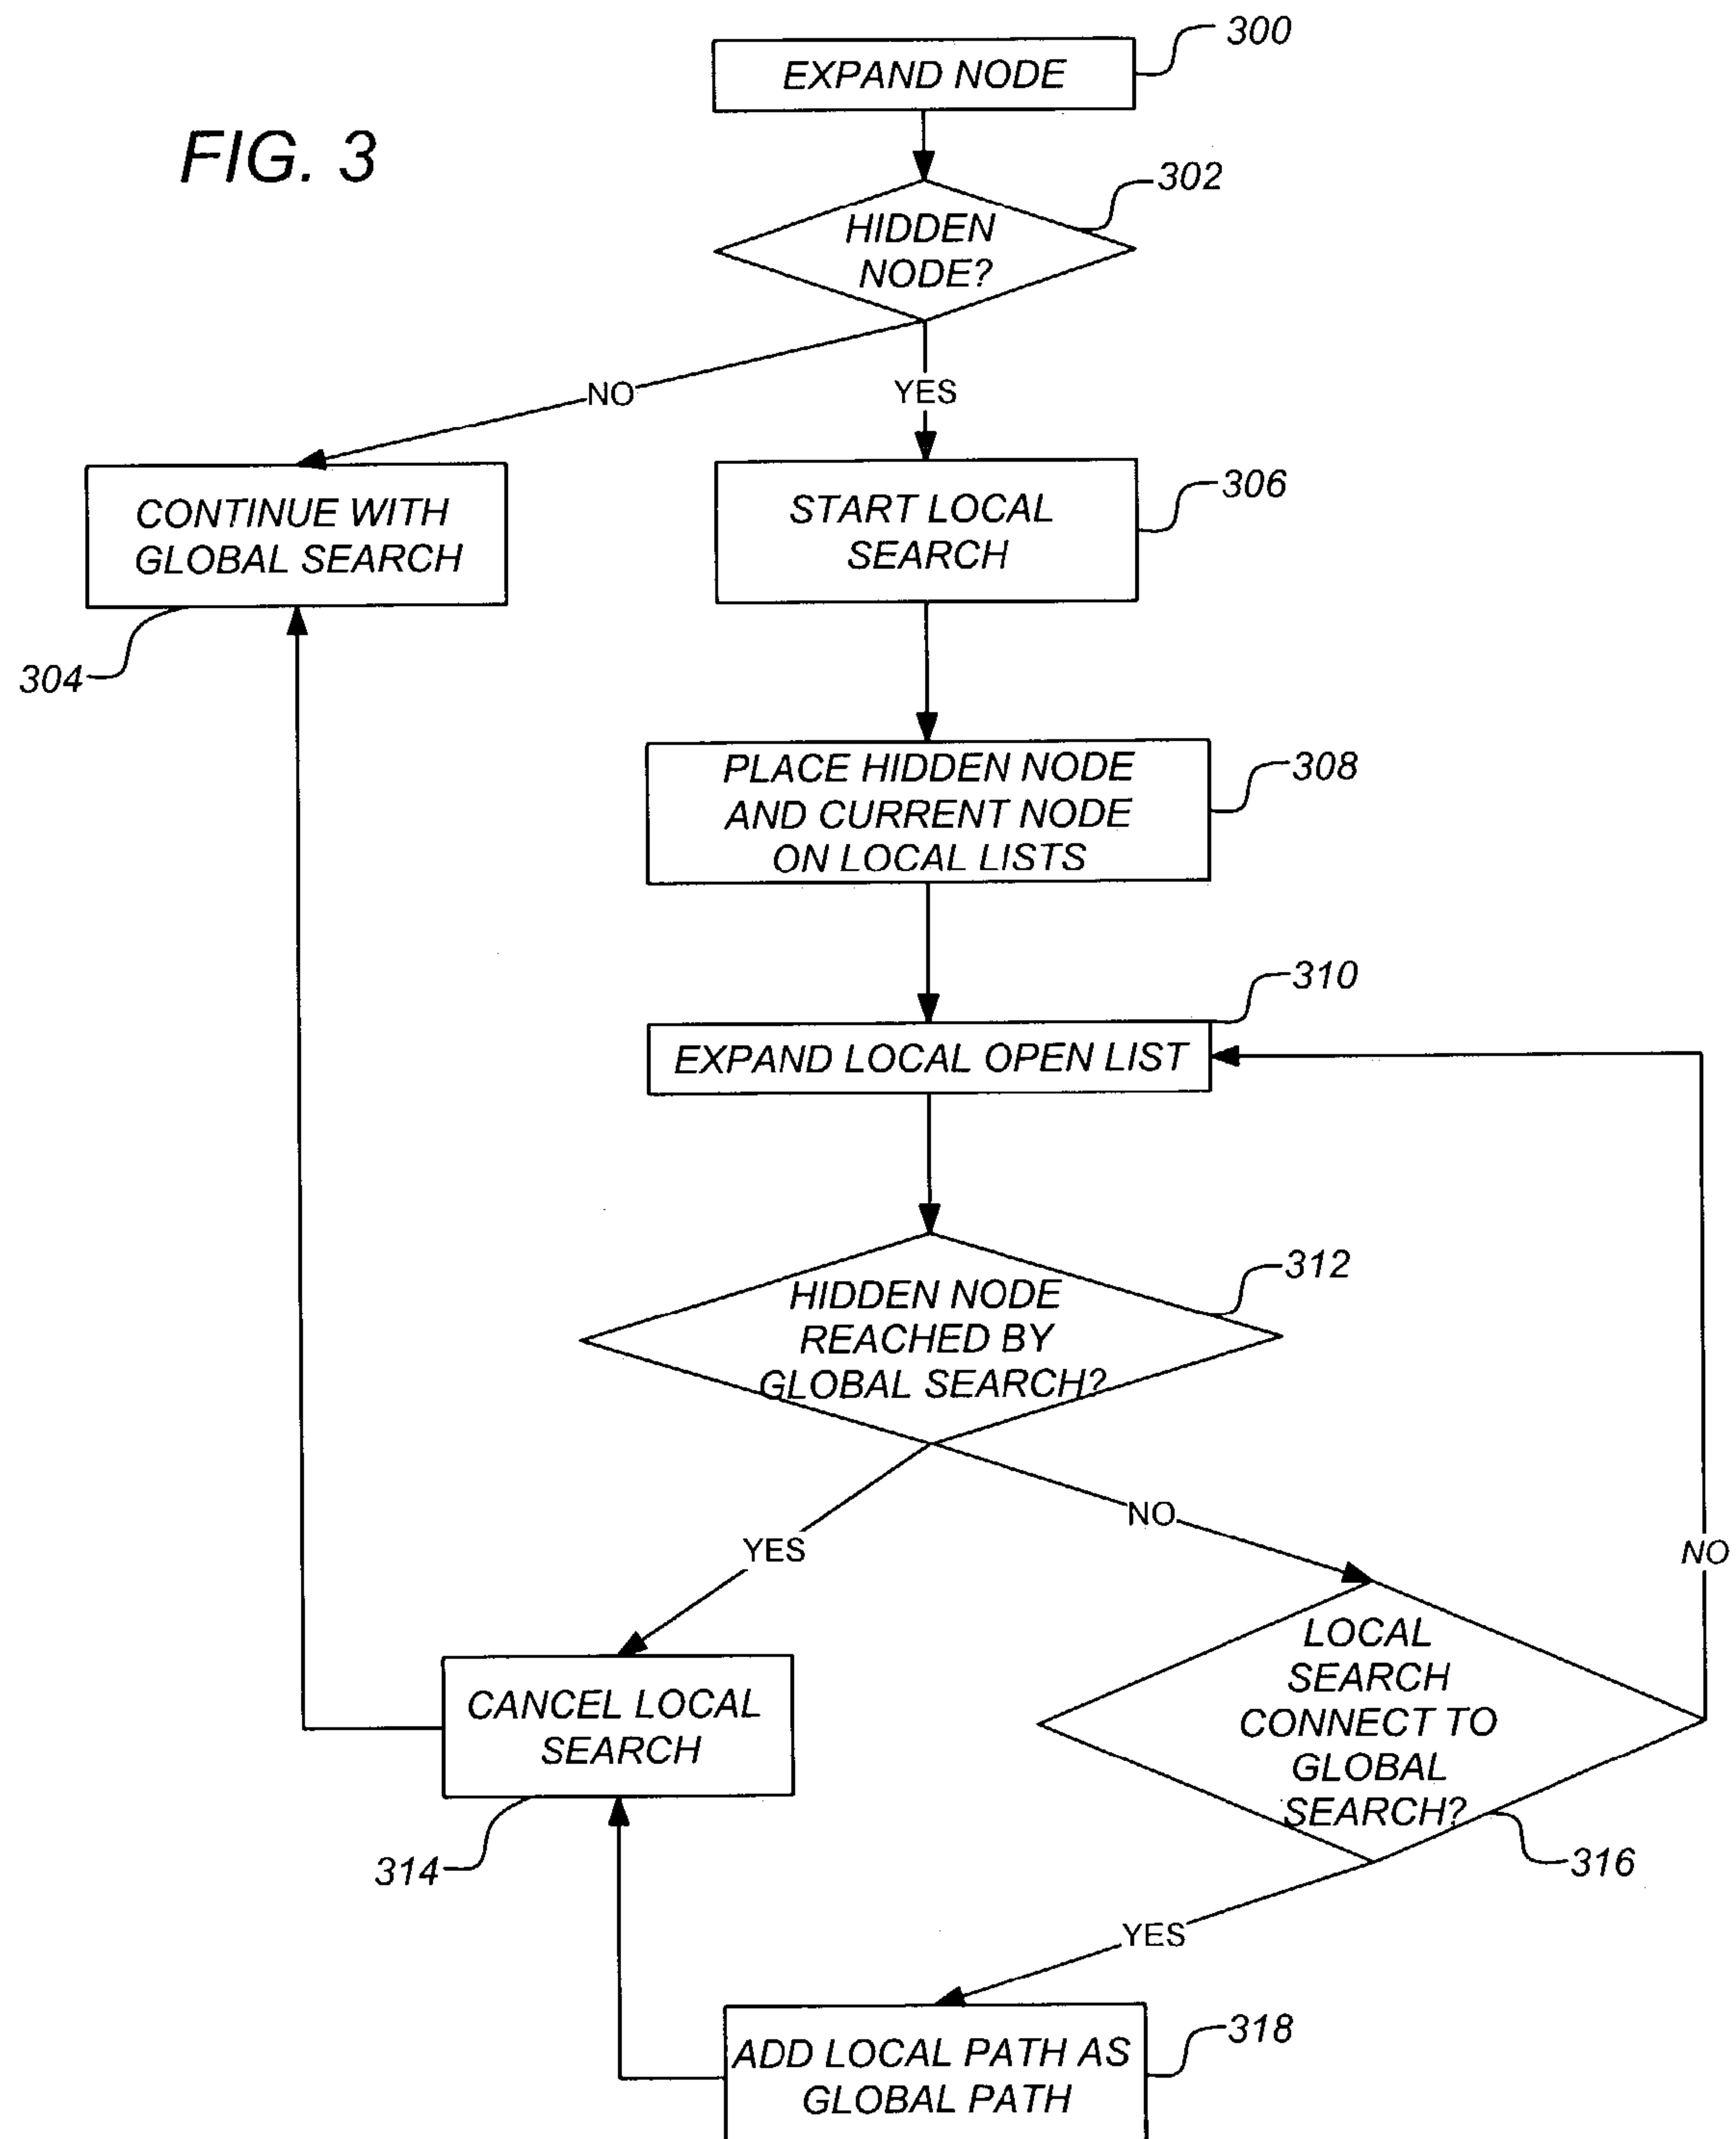 300
EXPAND NODE
FIG. 3
302
HIDDEN
NODE?
NO
YES
CONTINUE WITH
GLOBAL SEARCH
304
306
START LOCAL
SEARCH
308
PLACE HIDDEN NODE
AND CURRENT NODE
ON LOCAL LISTS
310
EXPAND LOCAL OPEN LIST
312
HIDDEN NODE
REACHED BY
GLOBAL SEARCH?
YES
NO
NO
CANCEL LOCAL
SEARCH
314
LOCAL
SEARCH
CONNECT TO
GLOBAL
SEARCH?
316
YES
318
ADD LOCAL PATH AS
GLOBAL PATH